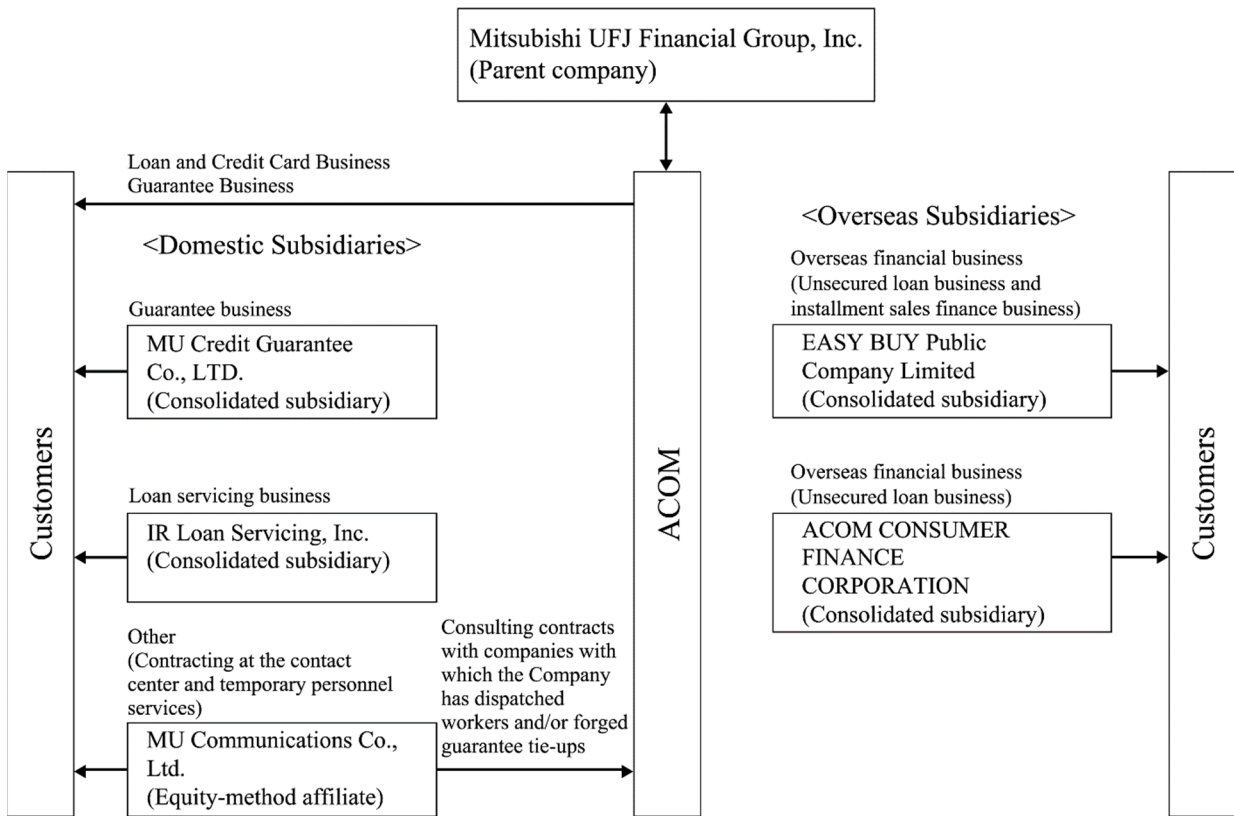 Mitsubishi UFJ Financial Group, Inc.
(Parent company)
Loan and Credit Card Business
Guarantee Business
<Domestic Subsidiaries>
Guarantee business
MU Credit Guarantee
Co., LTD.
(Consolidated subsidiary)
Loan servicing business
IR Loan Servicing, Inc.
(Consolidated subsidiary)
Other
(Contracting at the contact
center and temporary personnel
services)
MU Communications Co.,
Ltd.
(Equity-method affiliate)
Consulting contracts
with companies with
which the Company
has dispatched
workers and/or forged
guarantee tie-ups
Customers
ACOM
<Overseas Subsidiaries>
Overseas financial business
(Unsecured loan business and
installment sales finance business)
EASY BUY Public
Company Limited
(Consolidated subsidiary)
Overseas financial business
(Unsecured loan business)
ACOM CONSUMER
FINANCE
CORPORATION
(Consolidated subsidiary)
Customers